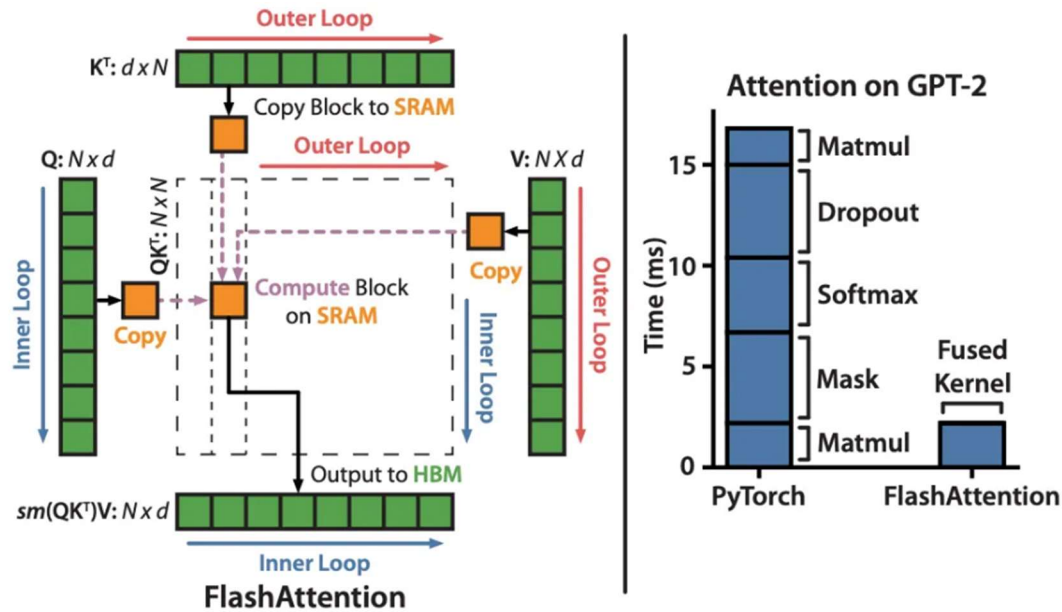 Outer Loop
Kᵀ: d x N
Copy Block to SRAM
Outer Loop
Q: N x d
V: N X d
QKᵀ: N x N
Copy
Inner Loop
Compute Block
on SRAM
Copy
Inner Loop
Outer Loop
Output to HBM
sm(QKᵀ)V: N x d
Inner Loop
FlashAttention
Attention on GPT-2
Time (ms)
15
10
5
0
Matmul
Dropout
Softmax
Mask
Matmul
Fused
Kernel
PyTorch
FlashAttention